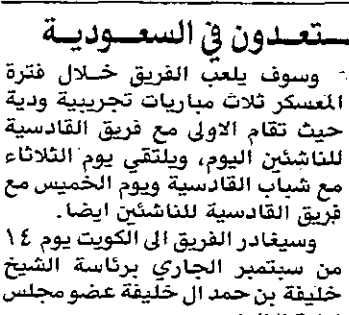 ستعدون في السعودية
وسوف يلعب الفريق خلال فترة
المعسكر ثلاث مباريات تجريبية ودية
حيث تقام الاولى مع فريق القادسية
للناشئين اليوم، ويلتقي يوم الثلاثاء
مع شباب القادسية ويوم الخميس مع
فريق القادسية للناشئين ايضا.
وسيغادر الفريق الى الكويت يوم ١٤
من سبتمبر الجاري برئاسة الشيخ
خليفة بن حمد ال خليفة عضو مجلس